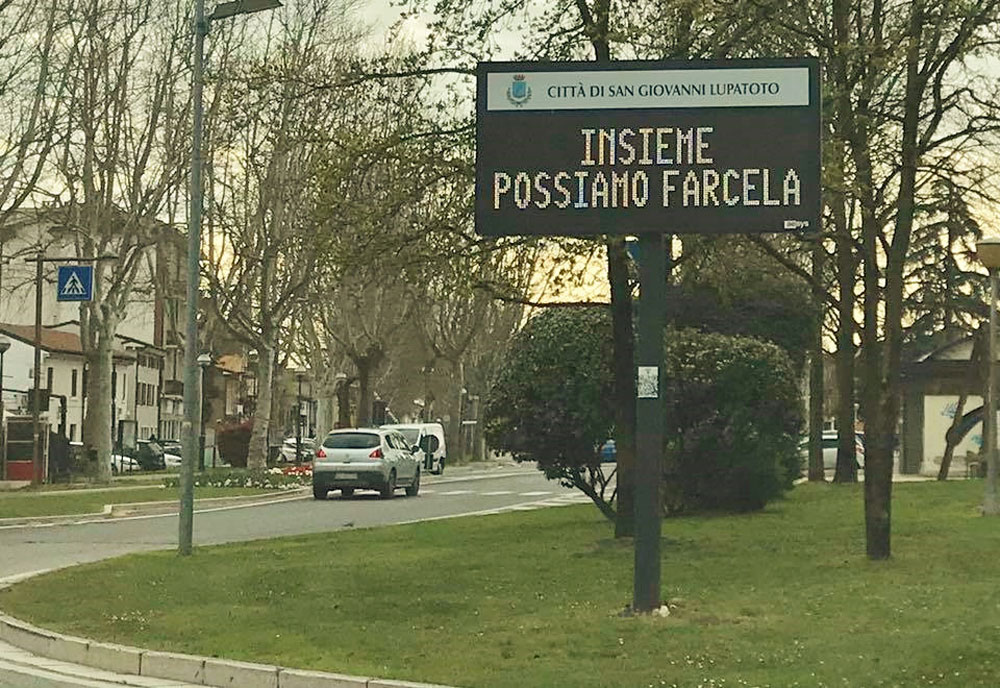 CITTÀ DI SAN GIOVANNI LUPATOTO
INSIEME
POSSIAMO FARCELA